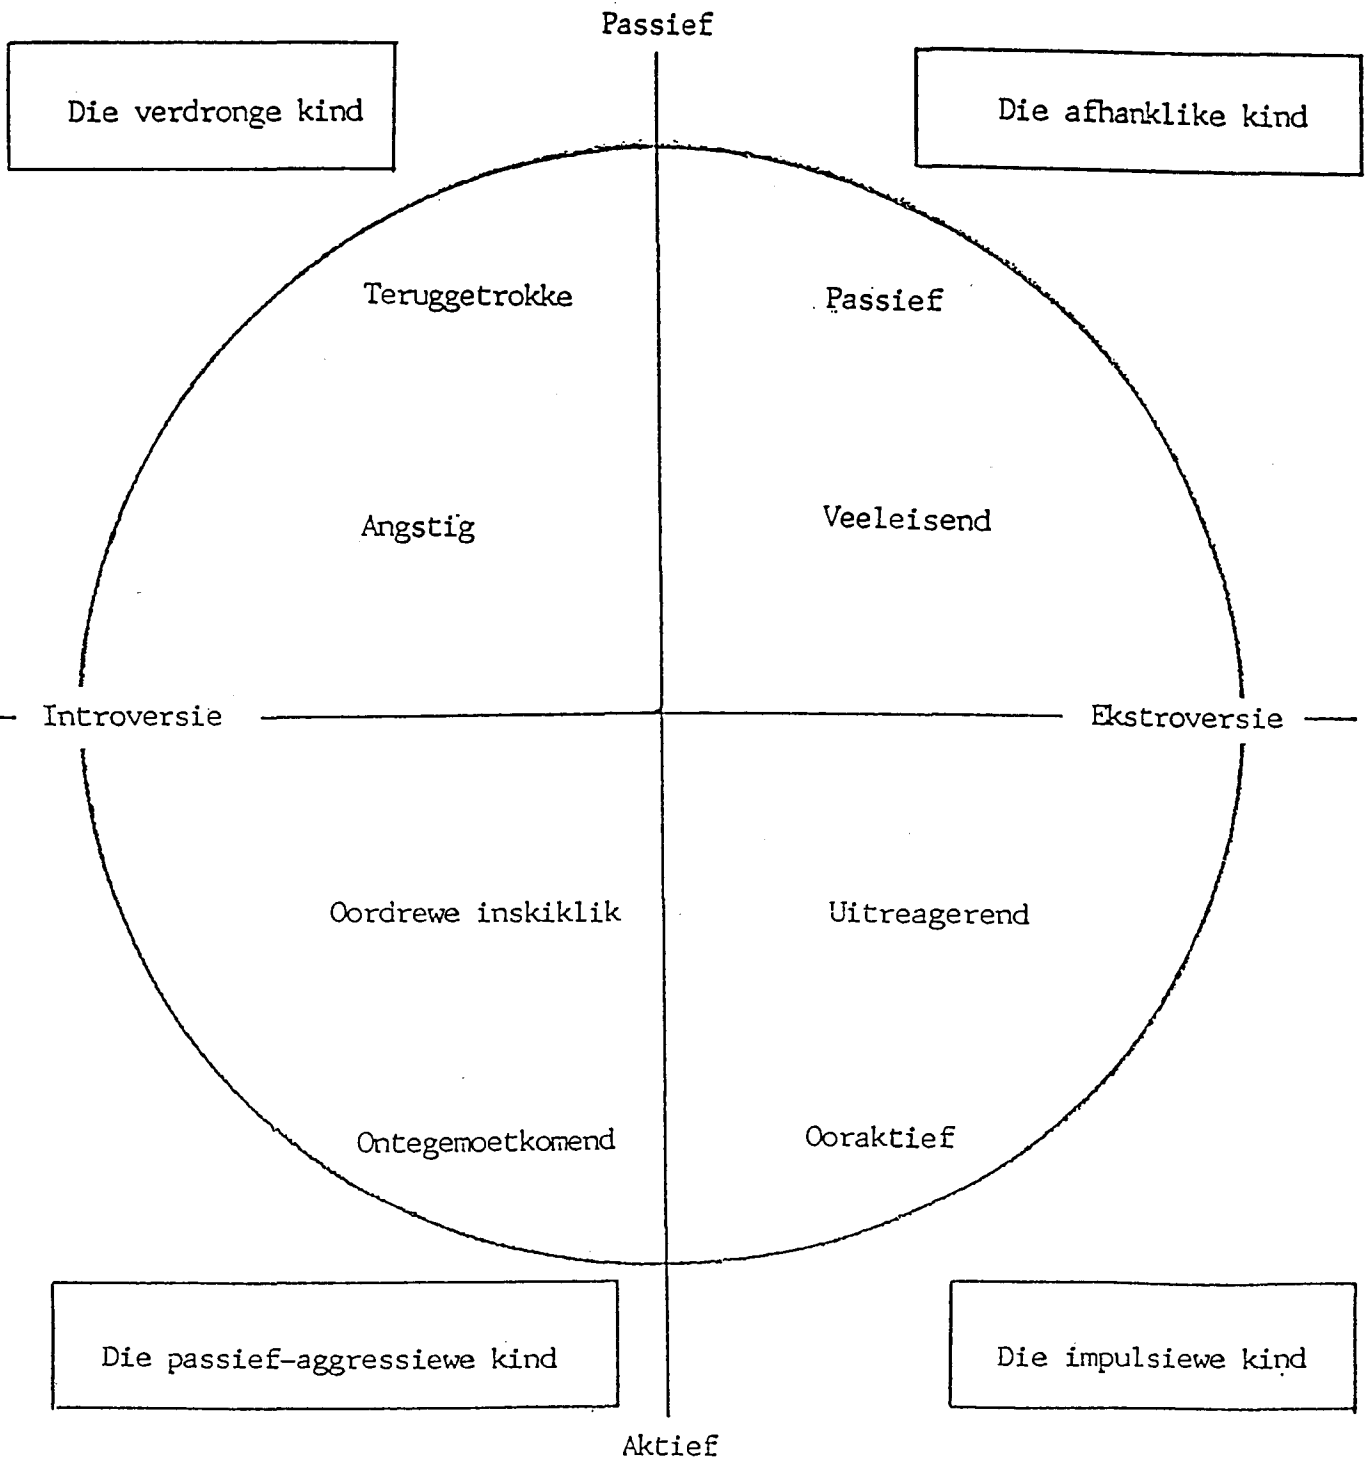 Passief
Die verdronge kind
Die afhanklike kind
Teruggetrokke
Passief
Angstig
Veeleisend
Introversie
Ekstroversie
Oordrewe inskiklik
Uitreagerend
Ontegemoetkomend
Ooraktief
Die passief-aggressiewe kind
Die impulsiewe kind
Aktief